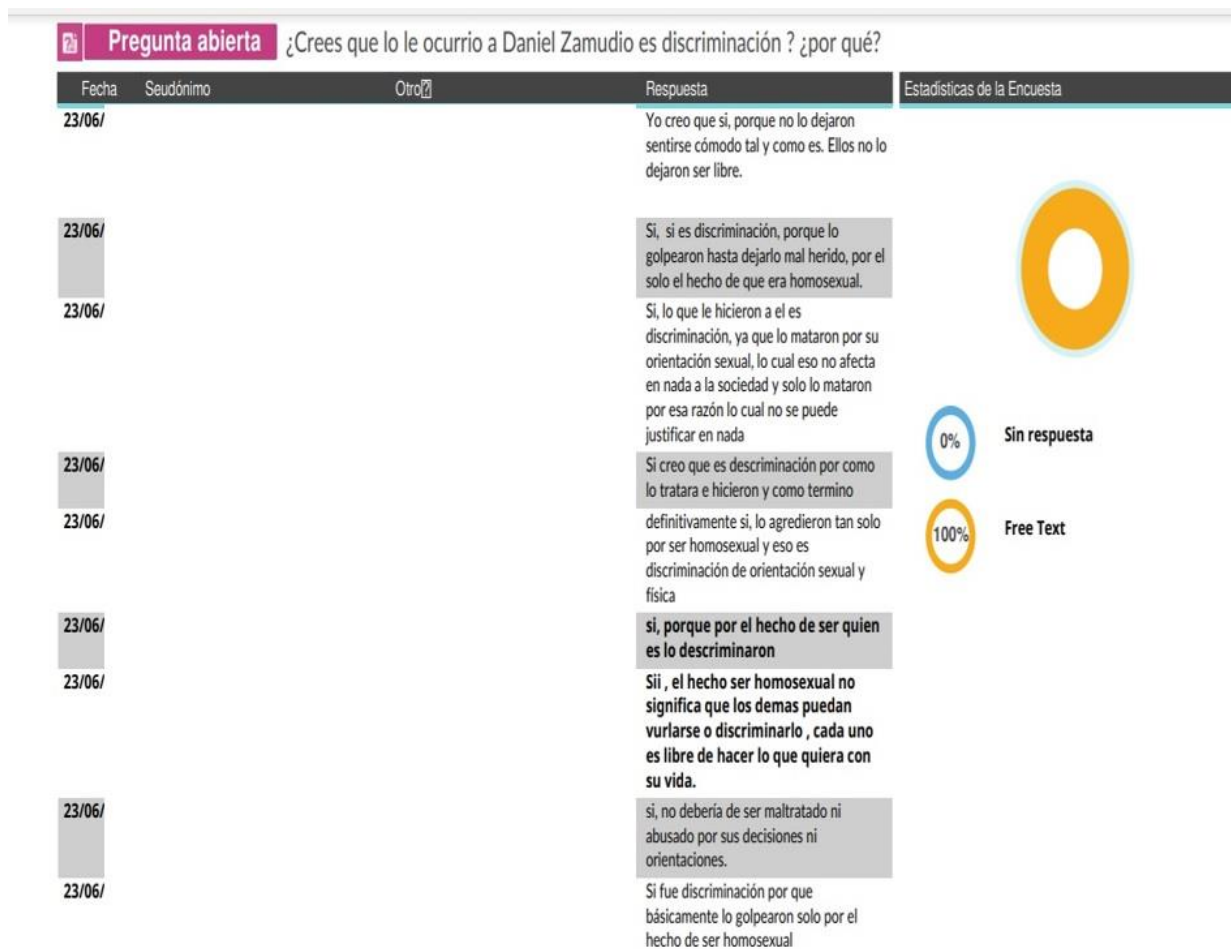 Pregunta abierta ¿Crees que lo le ocurrio a Daniel Zamudio es discriminación ? ¿por qué?
Fecha Seudónimo Otro Respuesta Estadísticas de la Encuesta
23/06/
Yo creo que si, porque no lo dejaron
sentirse cómodo tal y como es. Ellos no lo
dejaron ser libre.
23/06/
Si, si es discriminación, porque lo
golpearon hasta dejarlo mal herido, por el
solo el hecho de que era homosexual.
23/06/
Si, lo que le hicieron a el es
discriminación, ya que lo mataron por su
orientación sexual, lo cual eso no afecta
en nada a la sociedad y solo lo mataron
por esa razón lo cual no se puede
justificar en nada
23/06/
Si creo que es descriminación por como
lo tratara e hicieron y como termino
23/06/
definitivamente si, lo agredieron tan solo
por ser homosexual y eso es
discriminación de orientación sexual y
física
23/06/
si, porque por el hecho de ser quien
es lo descriminaron
23/06/
Sii , el hecho ser homosexual no
significa que los demas puedan
vurlarse o discriminarlo , cada uno
es libre de hacer lo que quiera con
su vida.
23/06/
si, no debería de ser maltratado ni
abusado por sus decisiones ni
orientaciones.
23/06/
Si fue discriminación por que
básicamente lo golpearon solo por el
hecho de ser homosexual
0% Sin respuesta
100% Free Text